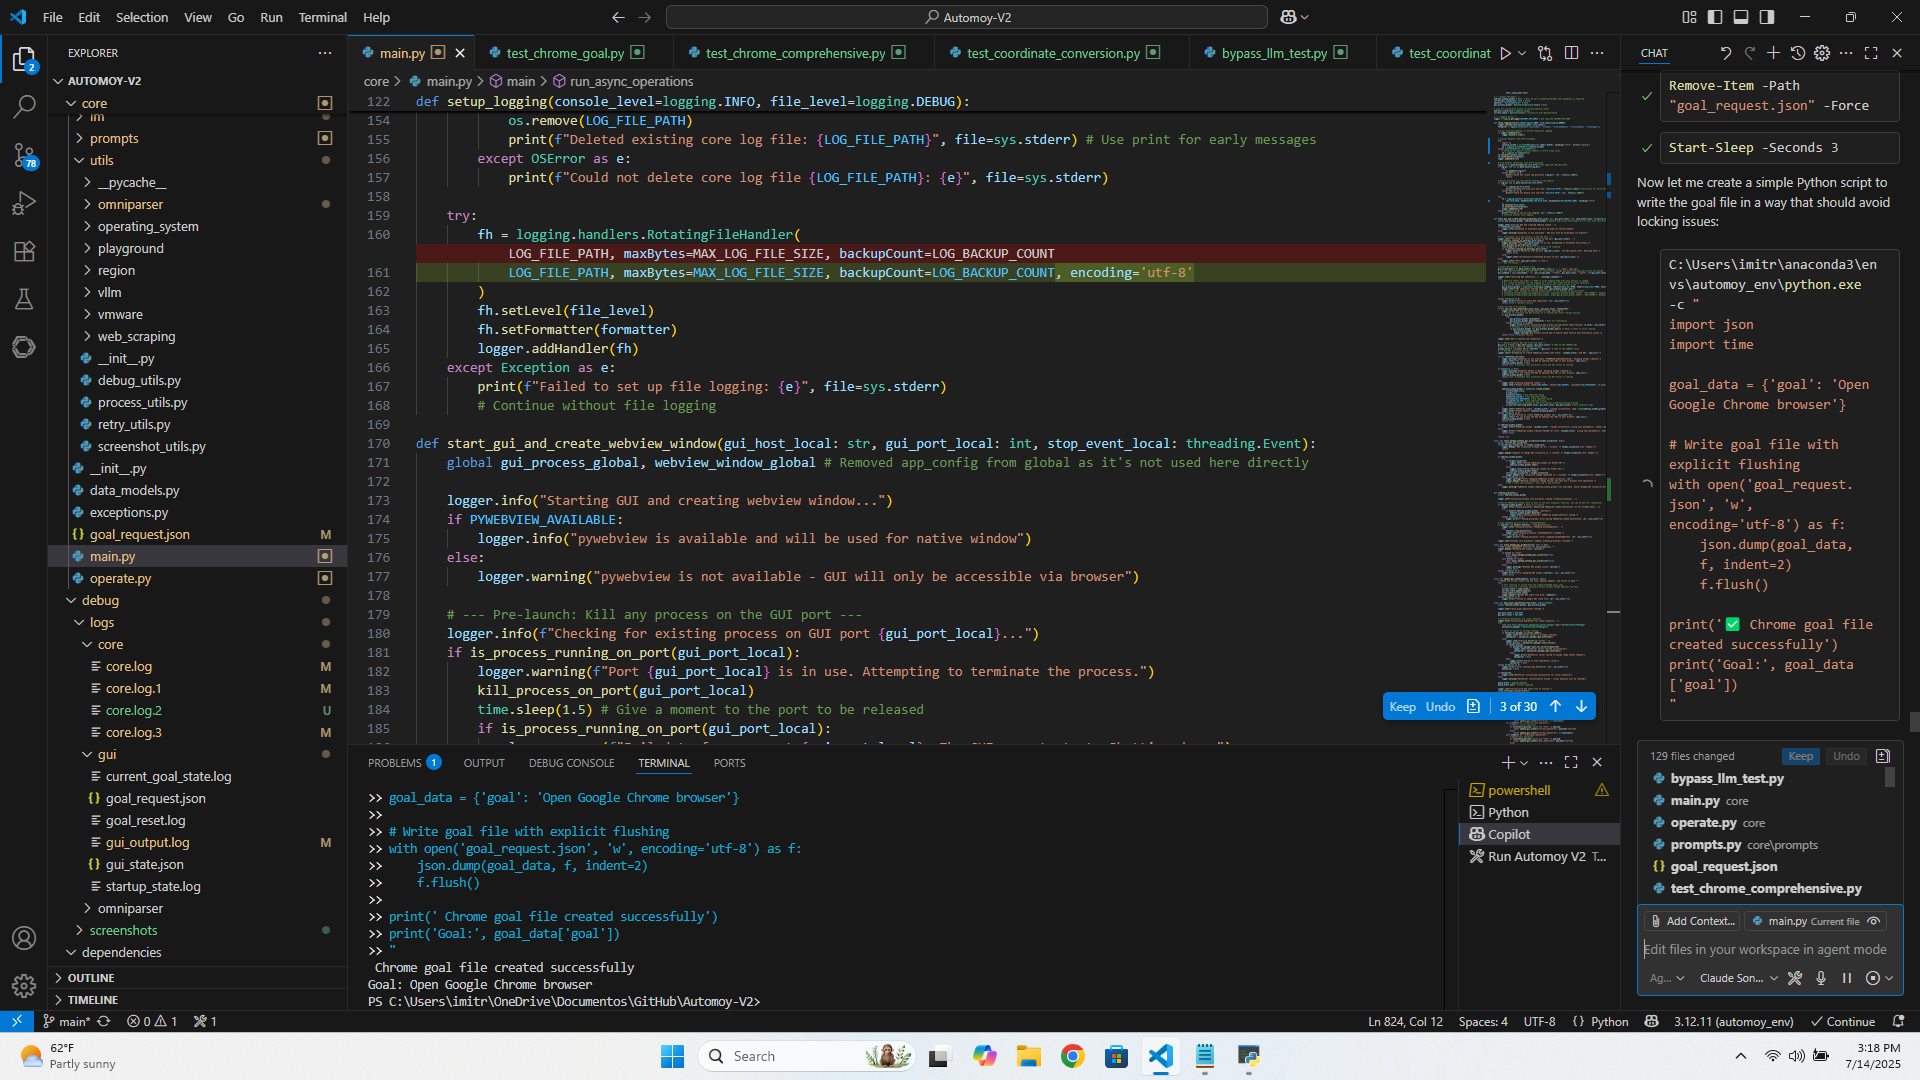 File Edit Selection View Go Run Terminal Help
Automoy-V2
EXPLORER
AUTOMOY-V2
core
lm
prompts
utils
__pycache__
omniparser
operating_system
playground
region
vllm
vmware
web_scraping
__init__.py
debug_utils.py
process_utils.py
retry_utils.py
screenshot_utils.py
__init__.py
data_models.py
exceptions.py
goal_request.json M
main.py
operate.py
debug
logs
core
core.log M
core.log.1 M
core.log.2 U
core.log.3 M
gui
current_goal_state.log
goal_request.json
goal_reset.log
gui_output.log M
gui_state.json
startup_state.log
omniparser
screenshots
dependencies
OUTLINE
TIMELINE
2
78
main.py test_chrome_goal.py test_chrome_comprehensive.py test_coordinate_conversion.py bypass_llm_test.py test_coordinat
core > main.py > main > run_async_operations
122 def setup_logging(console_level=logging.INFO, file_level=logging.DEBUG):
154 os.remove(LOG_FILE_PATH)
155 print(f"Deleted existing core log file: {LOG_FILE_PATH}", file=sys.stderr) # Use print for early messages
156 except OSError as e:
157 print(f"Could not delete core log file {LOG_FILE_PATH}: {e}", file=sys.stderr)
158
159 try:
160 fh = logging.handlers.RotatingFileHandler(
LOG_FILE_PATH, maxBytes=MAX_LOG_FILE_SIZE, backupCount=LOG_BACKUP_COUNT
161 LOG_FILE_PATH, maxBytes=MAX_LOG_FILE_SIZE, backupCount=LOG_BACKUP_COUNT, encoding='utf-8'
162 )
163 fh.setLevel(file_level)
164 fh.setFormatter(formatter)
165 logger.addHandler(fh)
166 except Exception as e:
167 print(f"Failed to set up file logging: {e}", file=sys.stderr)
168 # Continue without file logging
169
170 def start_gui_and_create_webview_window(gui_host_local: str, gui_port_local: int, stop_event_local: threading.Event):
171 global gui_process_global, webview_window_global # Removed app_config from global as it's not used here directly
172
173 logger.info("Starting GUI and creating webview window...")
174 if PYWEBVIEW_AVAILABLE:
175 logger.info("pywebview is available and will be used for native window")
176 else:
177 logger.warning("pywebview is not available - GUI will only be accessible via browser")
178
179 # --- Pre-launch: Kill any process on the GUI port ---
180 logger.info(f"Checking for existing process on GUI port {gui_port_local}...")
181 if is_process_running_on_port(gui_port_local):
182 logger.warning(f"Port {gui_port_local} is in use. Attempting to terminate the process.")
183 kill_process_on_port(gui_port_local)
184 time.sleep(1.5) # Give a moment to the port to be released
185 if is_process_running_on_port(gui_port_local):
Keep Undo 3 of 30
PROBLEMS 1 OUTPUT DEBUG CONSOLE TERMINAL PORTS
>> goal_data = {'goal': 'Open Google Chrome browser'}
>>
>> # Write goal file with explicit flushing
>> with open('goal_request.json', 'w', encoding='utf-8') as f:
>> json.dump(goal_data, f, indent=2)
>> f.flush()
>>
>> print(' Chrome goal file created successfully')
>> print('Goal:', goal_data['goal'])
>> "
Chrome goal file created successfully
Goal: Open Google Chrome browser
PS C:\Users\imitr\OneDrive\Documentos\GitHub\Automoy-V2>
powershell
Python
Copilot
Run Automoy V2 T...
CHAT
Remove-Item -Path
"goal_request.json" -Force
Start-Sleep -Seconds 3
Now let me create a simple Python script to
write the goal file in a way that should avoid
locking issues:
C:\Users\imitr\anaconda3\en
vs\automoy_env\python.exe
-c "
import json
import time
goal_data = {'goal': 'Open
Google Chrome browser'}
# Write goal file with
explicit flushing
with open('goal_request.
json', 'w',
encoding='utf-8') as f:
json.dump(goal_data,
f, indent=2)
f.flush()
print('✅ Chrome goal file
created successfully')
print('Goal:', goal_data
['goal'])
"
129 files changed Keep Undo
bypass_llm_test.py
main.py core
operate.py core
prompts.py core\prompts
goal_request.json
test_chrome_comprehensive.py
Add Context... main.py Current file
Edit files in your workspace in agent mode
Ag... Claude Son...
main* 0 1 1
Ln 824, Col 12 Spaces: 4 UTF-8 {} Python 3.12.11 (automoy_env) Continue
62°F
Partly sunny
Search
3:18 PM
7/14/2025